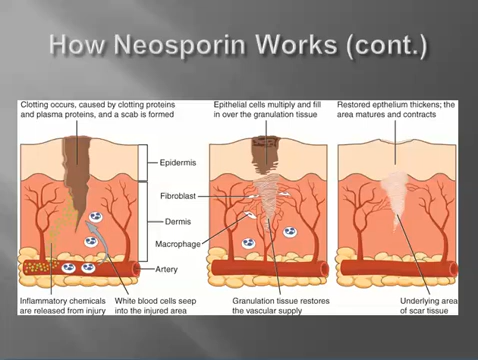 How Neosporin Works (cont.)
Clotting occurs, caused by clotting proteins
and plasma proteins, and a scab is formed
Epithelial cells multiply and fill
in over the granulation tissue
Restored epthelium thickens; the
area matures and contracts
Epidermis
Fibroblast
Dermis
Macrophage
Artery
Inflammatory chemicals
are released from injury
White blood cells seep
into the injured area
Granulation tissue restores
the vascular supply
Underlying area
of scar tissue